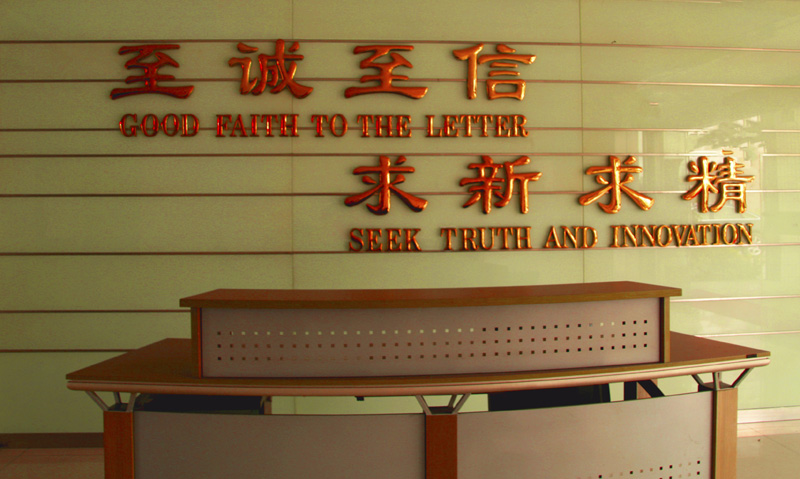 至诚至信
GOOD FAITH TO THE LETTER
求新求精
SEEK TRUTH AND INNOVATION